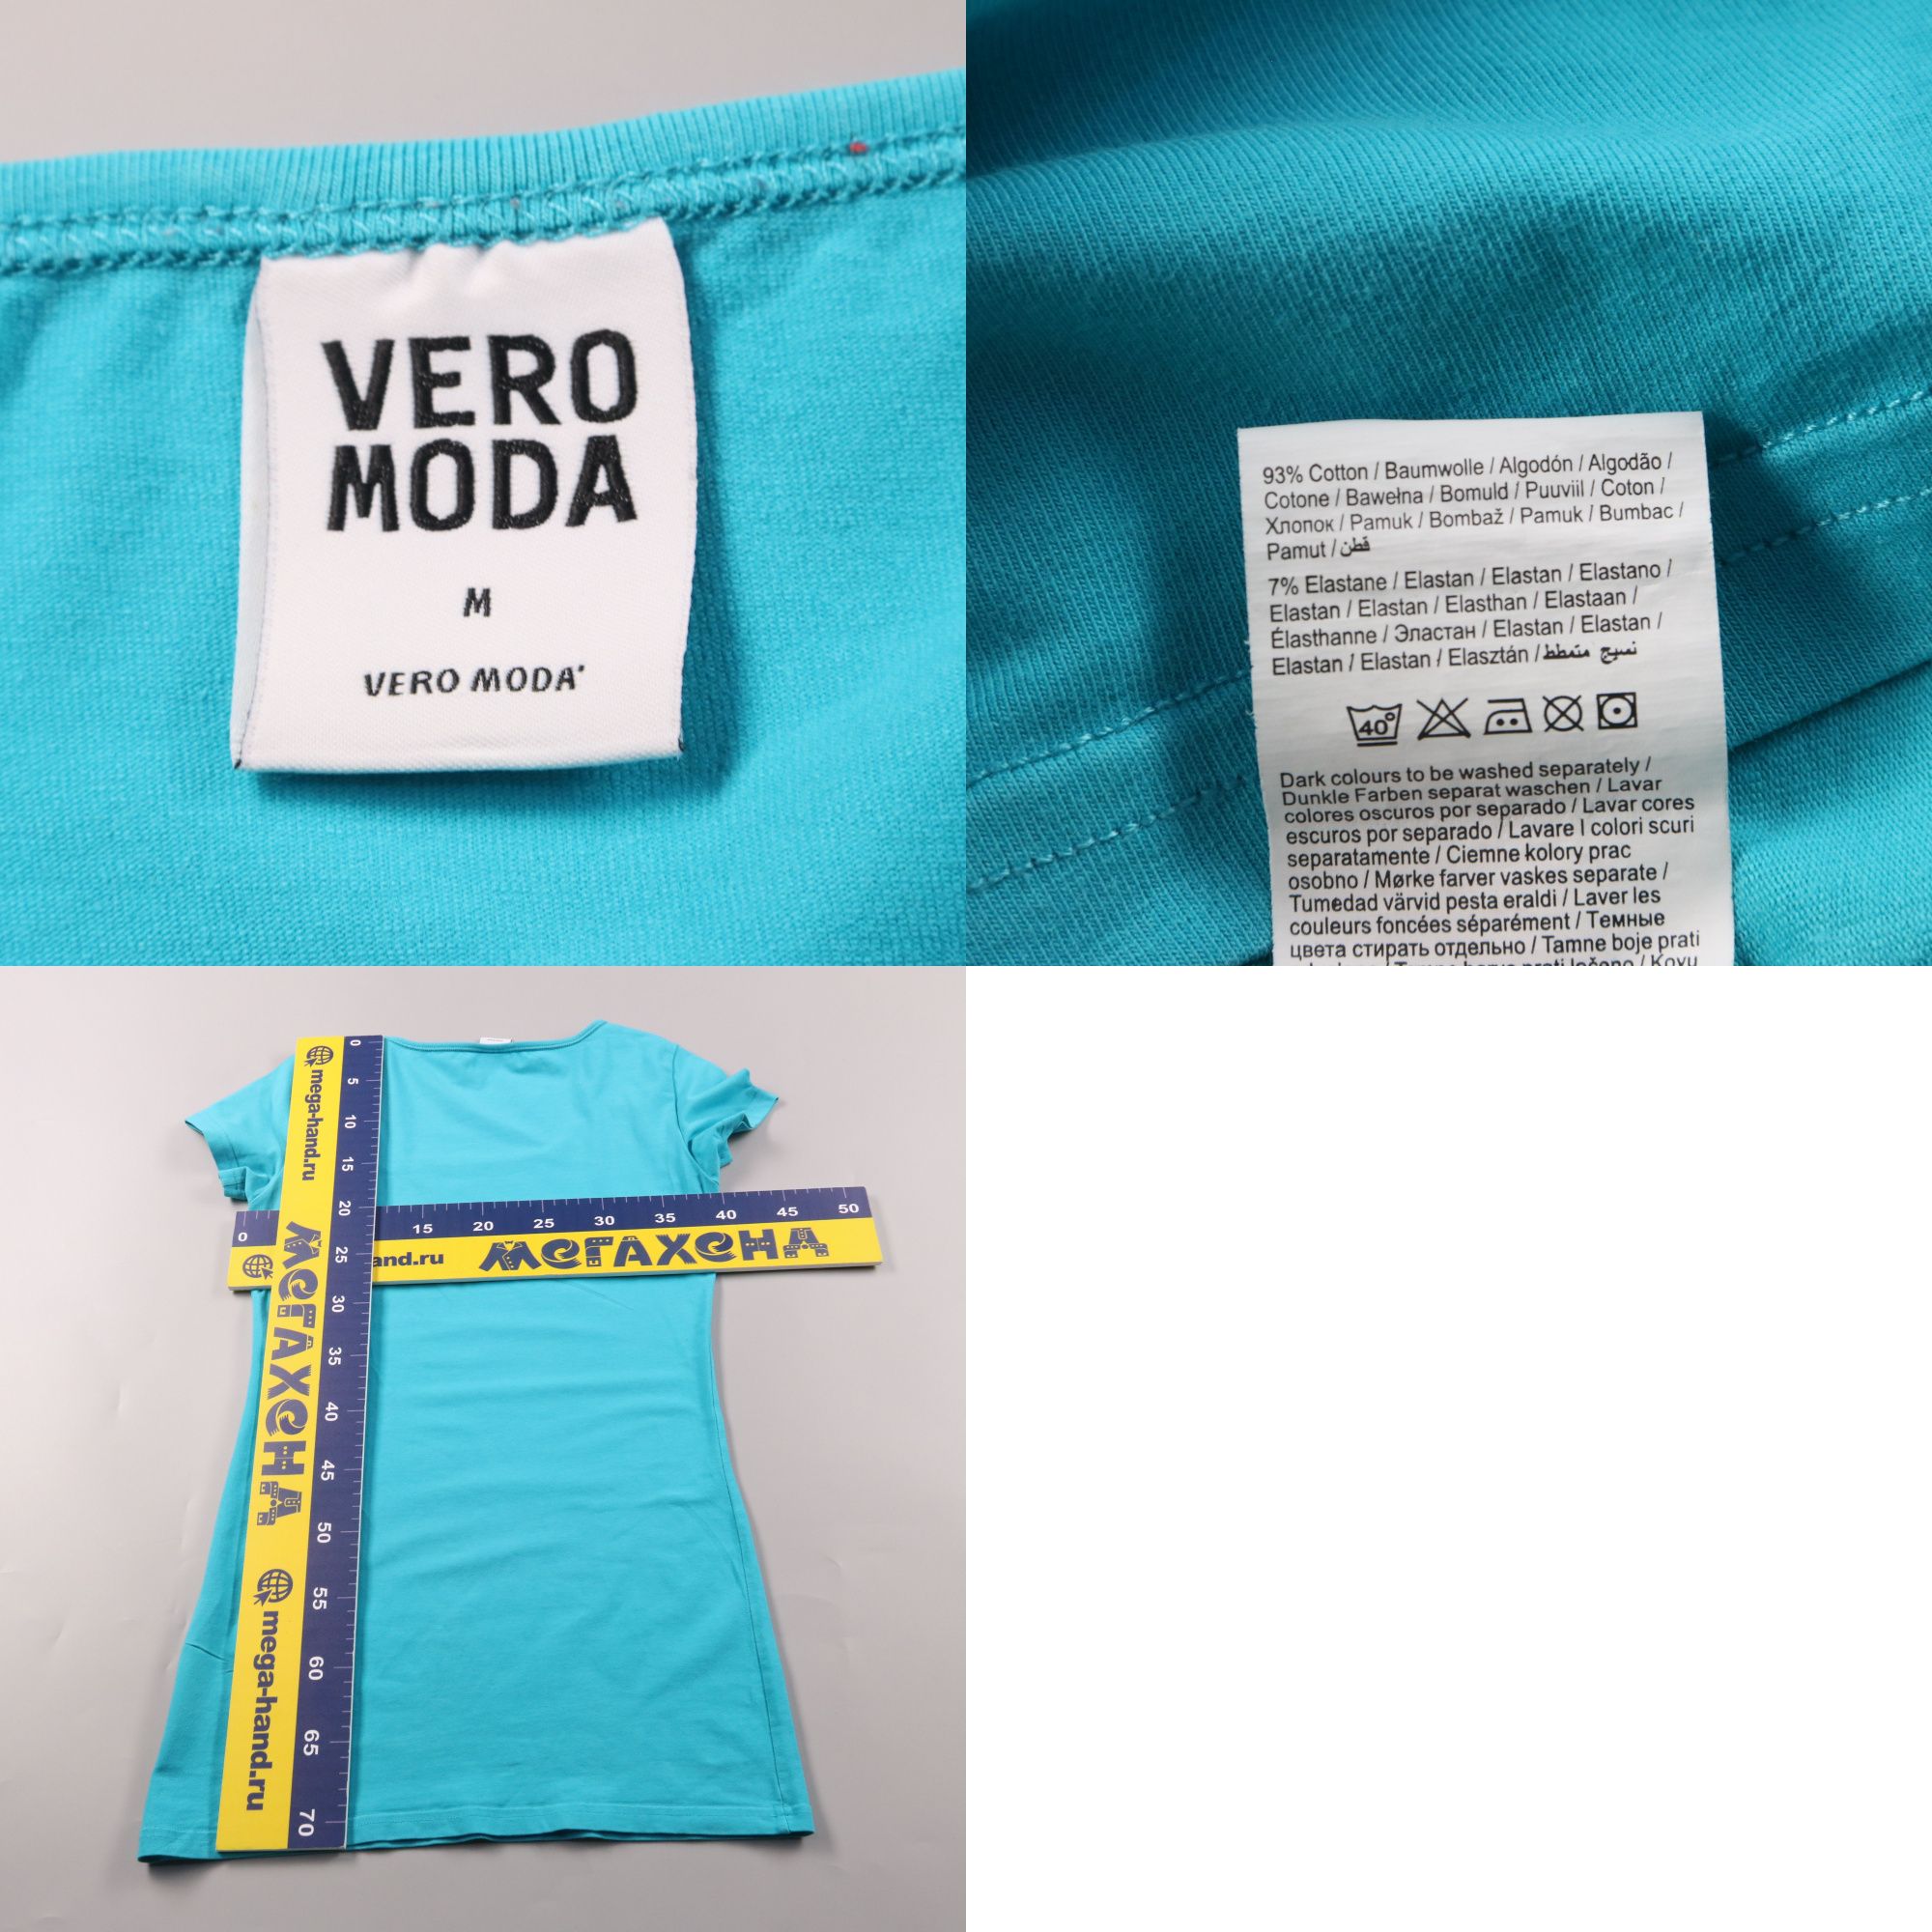 VERO
MODA
M
VERO MODA
93% Cotton / Baumwolle / Algodón / Algodão /
Cotone / Bawełna / Bomuld / Puuviil / Coton /
Хлопок / Pamuk / Bombaž / Pamuk / Bumbac /
Pamut / قطن
7% Elastane / Elastan / Elastan / Elastano /
Elastan / Elastan / Elasthan / Elastaan /
Élasthanne / Эластан / Elastan / Elastan /
Elastan / Elastan / Elasztán / نسيج متمطط
40°
Dark colours to be washed separately /
Dunkle Farben separat waschen / Lavar
colores oscuros por separado / Lavar cores
escuros por separado / Lavare I colori scuri
separatamente / Ciemne kolory prac
osobno / Mørke farver vaskes separate /
Tumedad värvid pesta eraldi / Laver les
couleurs foncées séparément / Темные
цвета стирать отдельно / Tamne boje prati
mega-hand.ru
МЕГАХЕНД
mega-hand.ru
0 5 10 15 20 25 30 35 40 45 50 55 60 65 70
0 15 20 25 30 35 40 45 50
and.ru МЕГАХЕНД